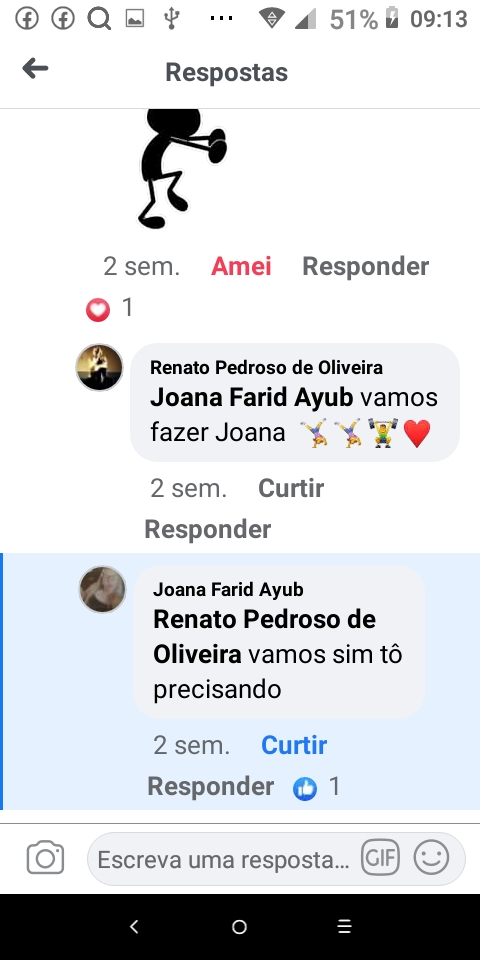 51% 09:13
Respostas
2 sem. Amei Responder
1
Renato Pedroso de Oliveira
Joana Farid Ayub vamos
fazer Joana 🤸‍♀️🤸‍♀️🏋️♥️
2 sem. Curtir
Responder
Joana Farid Ayub
Renato Pedroso de
Oliveira vamos sim tô
precisando
2 sem. Curtir
Responder 1
Escreva uma resposta... GIF